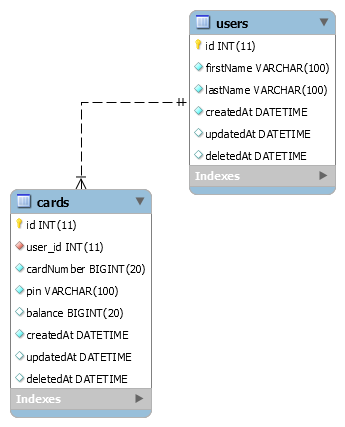 users
id INT(11)
firstName VARCHAR(100)
lastName VARCHAR(100)
createdAt DATETIME
updatedAt DATETIME
deletedAt DATETIME
Indexes
cards
id INT(11)
user_id INT(11)
cardNumber BIGINT(20)
pin VARCHAR(100)
balance BIGINT(20)
createdAt DATETIME
updatedAt DATETIME
deletedAt DATETIME
Indexes